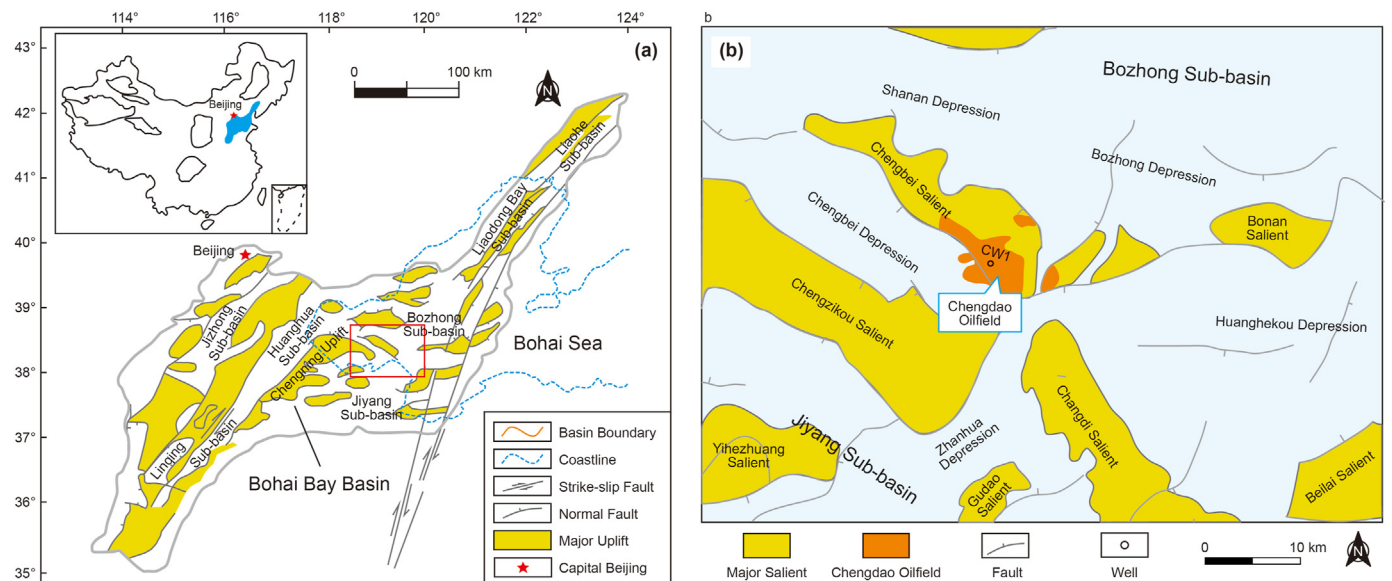 114°
116°
118°
120°
122°
124°
43°
42°
41°
40°
39°
38°
37°
36°
35°
(a)
0
100 km
N
Beijing
Beijing
Liaohe
Sub-basin
Liaodong Bay
Sub-basin
Jizhong
Sub-basin
Huanghua
Sub-basin
Chengning Uplift
Bozhong
Sub-basin
Bohai Sea
Jiyang
Sub-basin
Linqing
Sub-basin
Bohai Bay Basin
Basin Boundary
Coastline
Strike-slip Fault
Normal Fault
Major Uplift
Capital Beijing
b
(b)
Bozhong Sub-basin
Shanan Depression
Bozhong Depression
Chengbei Salient
Chengbei Depression
Bonan
Salient
CW1
Chengdao
Oilfield
Chengzikou Salient
Huanghekou Depression
Changdi Salient
Jiyang Sub-basin
Zhanhua
Depression
Yihezhuang
Salient
Gudao
Salient
Beilai Salient
Major Salient
Chengdao Oilfield
Fault
Well
0
10 km
N